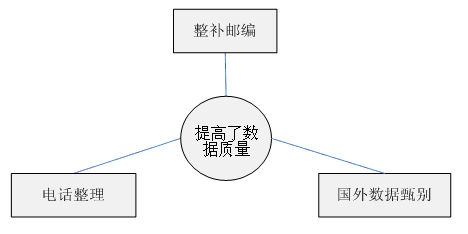 整补邮编
提高了数
据质量
电话整理
国外数据甄别